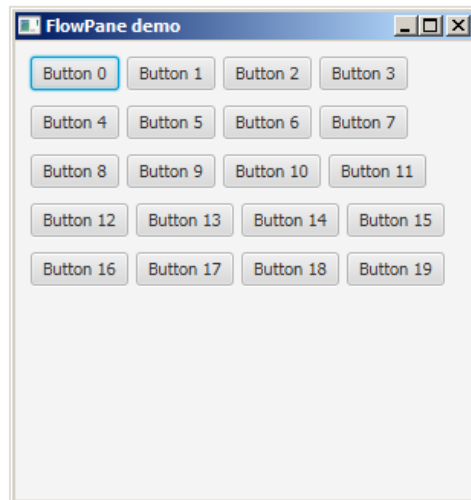 FlowPane demo
Button 0 Button 1 Button 2 Button 3
Button 4 Button 5 Button 6 Button 7
Button 8 Button 9 Button 10 Button 11
Button 12 Button 13 Button 14 Button 15
Button 16 Button 17 Button 18 Button 19